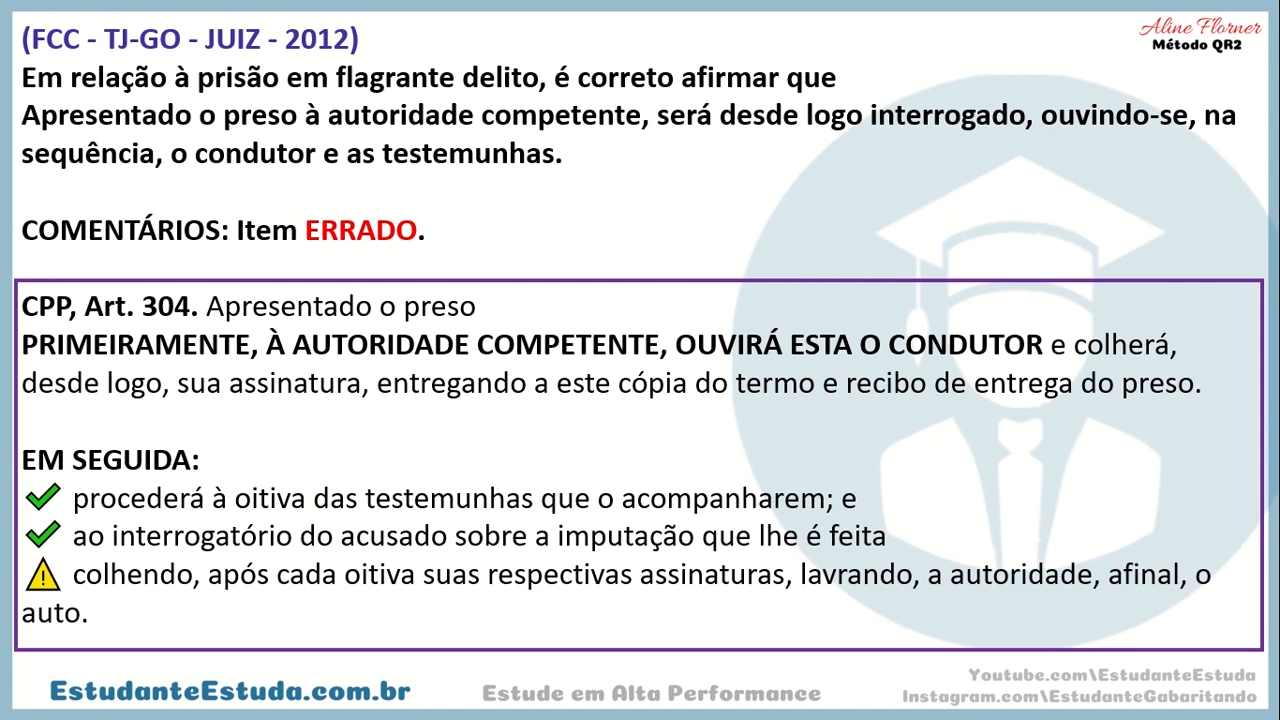 (FCC - TJ-GO - JUIZ - 2012)
Aline Florner
Método QR2
Em relação à prisão em flagrante delito, é correto afirmar que
Apresentado o preso à autoridade competente, será desde logo interrogado, ouvindo-se, na
sequência, o condutor e as testemunhas.
COMENTÁRIOS: Item ERRADO.
CPP, Art. 304. Apresentado o preso
PRIMEIRAMENTE, À AUTORIDADE COMPETENTE, OUVIRÁ ESTA O CONDUTOR e colherá,
desde logo, sua assinatura, entregando a este cópia do termo e recibo de entrega do preso.
EM SEGUIDA:
procederá à oitiva das testemunhas que o acompanharem; e
ao interrogatório do acusado sobre a imputação que lhe é feita
colhendo, após cada oitiva suas respectivas assinaturas, lavrando, a autoridade, afinal, o
auto.
EstudanteEstuda.com.br
Estude em Alta Performance
Youtube.com\EstudanteEstuda
Instagram.com\EstudanteGabaritando